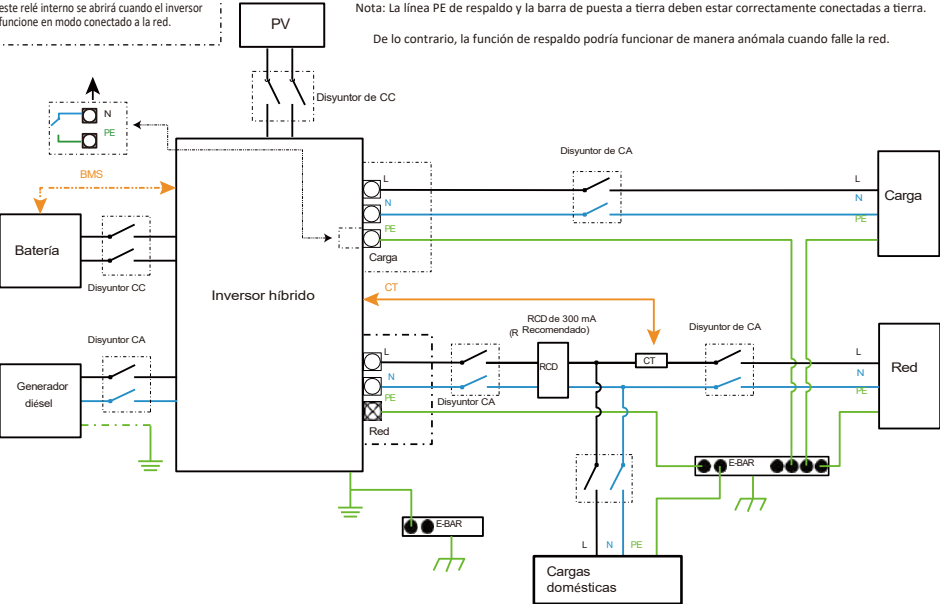 este relé interno se abrirá cuando el inversor
funcione en modo conectado a la red.
Nota: La línea PE de respaldo y la barra de puesta a tierra deben estar correctamente conectadas a tierra.
De lo contrario, la función de respaldo podría funcionar de manera anómala cuando falle la red.
PV
Disyuntor de CC
N
PE
BMS
Batería
Disyuntor CC
Disyuntor CA
Generador
diésel
Inversor híbrido
L
N
PE
Carga
Disyuntor de CA
L
N
PE
Carga
CT
RCD de 300 mA
(R Recomendado)
L
N
PE
Red
Disyuntor CA
RCD
CT
Disyuntor de CA
L
N
PE
Red
E-BAR
E-BAR
L N PE
Cargas
domésticas